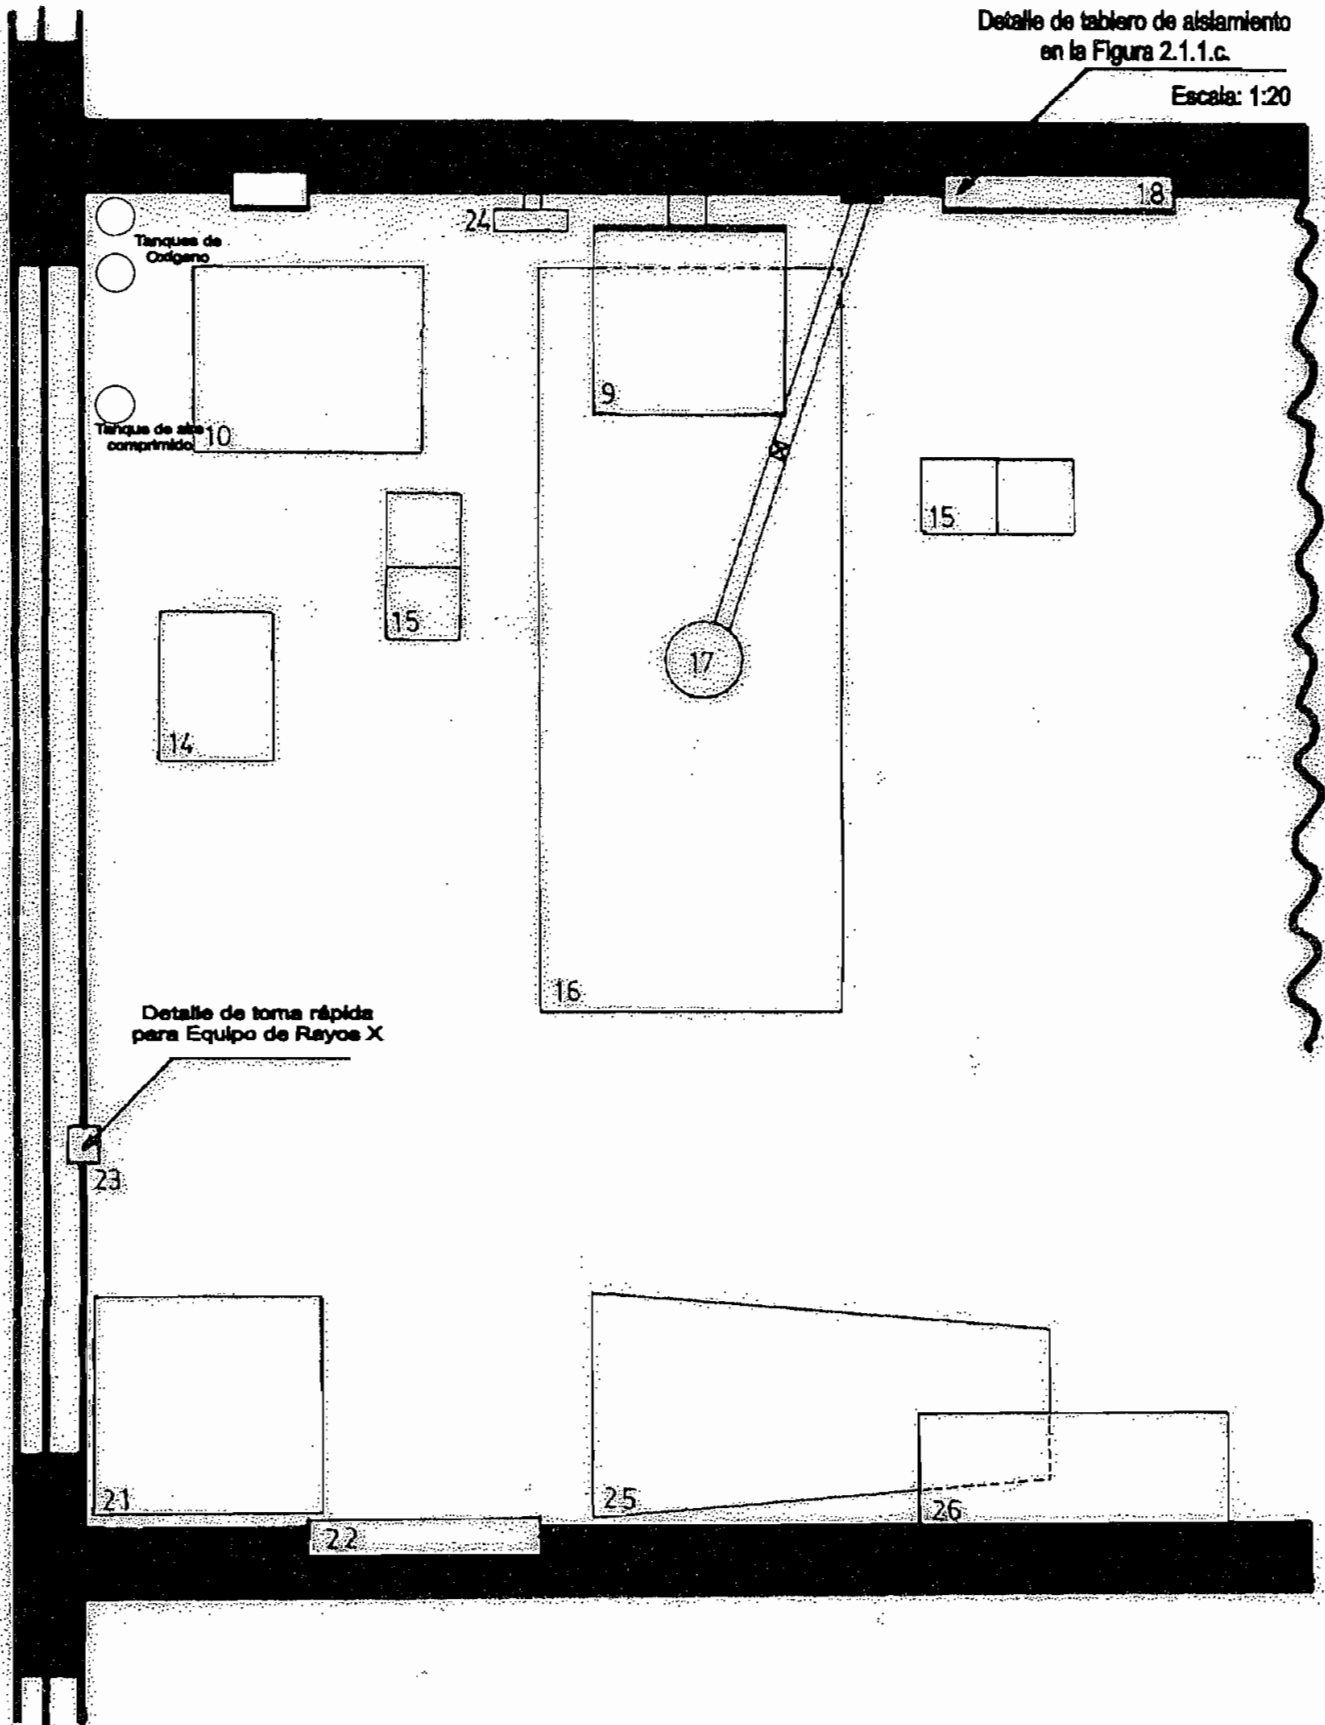 Detalle de tablero de aislamiento
en la Figura 2.1.1.c.
Escala: 1:20
18
24
Tanques de
Oxígeno
9
Tanque de aire
comprimido
10
15
15
17
14
16
Detalle de toma rápida
para Equipo de Rayos X
23
21
25
26
22